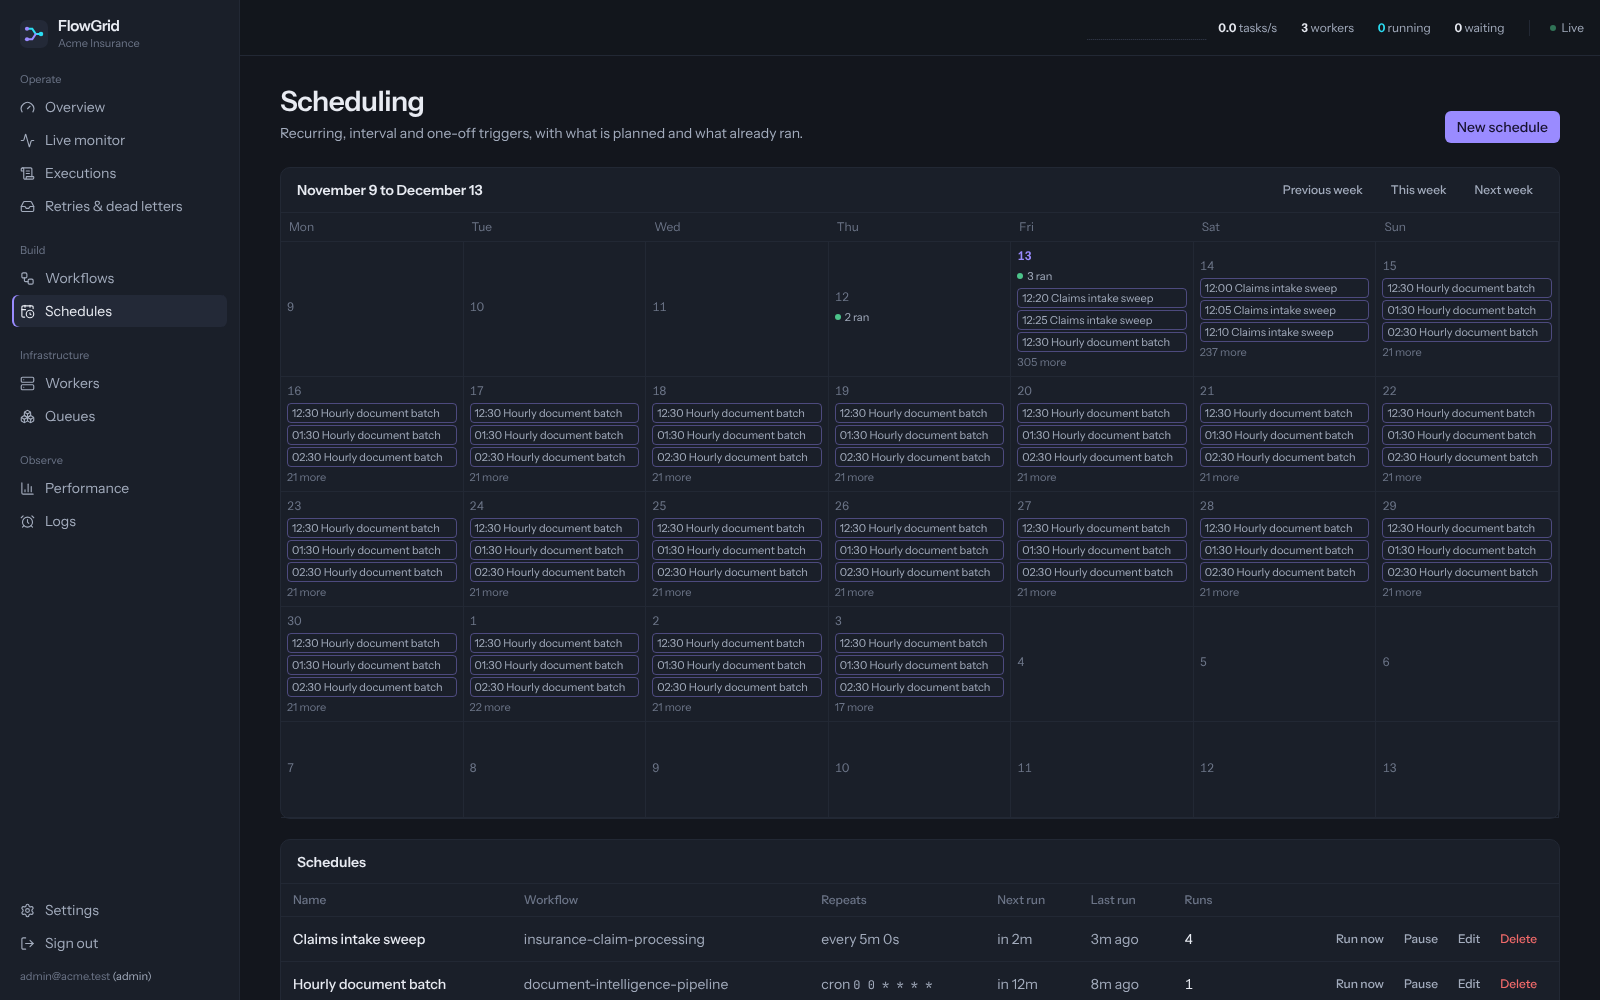 FlowGrid
Acme Insurance
0.0 tasks/s 3 workers 0 running 0 waiting Live
Operate
Overview
Live monitor
Executions
Retries & dead letters
Build
Workflows
Schedules
Infrastructure
Workers
Queues
Observe
Performance
Logs
Settings
Sign out
admin@acme.test (admin)
Scheduling
Recurring, interval and one-off triggers, with what is planned and what already ran.
New schedule
November 9 to December 13
Previous week This week Next week
Mon Tue Wed Thu Fri Sat Sun
9
10
11
12
2 ran
13
3 ran
12:20 Claims intake sweep
12:25 Claims intake sweep
12:30 Hourly document batch
305 more
14
12:00 Claims intake sweep
12:05 Claims intake sweep
12:10 Claims intake sweep
237 more
15
12:30 Hourly document batch
01:30 Hourly document batch
02:30 Hourly document batch
21 more
16
12:30 Hourly document batch
01:30 Hourly document batch
02:30 Hourly document batch
21 more
17
12:30 Hourly document batch
01:30 Hourly document batch
02:30 Hourly document batch
21 more
18
12:30 Hourly document batch
01:30 Hourly document batch
02:30 Hourly document batch
21 more
19
12:30 Hourly document batch
01:30 Hourly document batch
02:30 Hourly document batch
21 more
20
12:30 Hourly document batch
01:30 Hourly document batch
02:30 Hourly document batch
21 more
21
12:30 Hourly document batch
01:30 Hourly document batch
02:30 Hourly document batch
21 more
22
12:30 Hourly document batch
01:30 Hourly document batch
02:30 Hourly document batch
21 more
23
12:30 Hourly document batch
01:30 Hourly document batch
02:30 Hourly document batch
21 more
24
12:30 Hourly document batch
01:30 Hourly document batch
02:30 Hourly document batch
21 more
25
12:30 Hourly document batch
01:30 Hourly document batch
02:30 Hourly document batch
21 more
26
12:30 Hourly document batch
01:30 Hourly document batch
02:30 Hourly document batch
21 more
27
12:30 Hourly document batch
01:30 Hourly document batch
02:30 Hourly document batch
21 more
28
12:30 Hourly document batch
01:30 Hourly document batch
02:30 Hourly document batch
21 more
29
12:30 Hourly document batch
01:30 Hourly document batch
02:30 Hourly document batch
21 more
30
12:30 Hourly document batch
01:30 Hourly document batch
02:30 Hourly document batch
21 more
1
12:30 Hourly document batch
01:30 Hourly document batch
02:30 Hourly document batch
22 more
2
12:30 Hourly document batch
01:30 Hourly document batch
02:30 Hourly document batch
21 more
3
12:30 Hourly document batch
01:30 Hourly document batch
02:30 Hourly document batch
17 more
4
5
6
7
8
9
10
11
12
13
Schedules
Name Workflow Repeats Next run Last run Runs
Claims intake sweep insurance-claim-processing every 5m 0s in 2m 3m ago 4 Run now Pause Edit Delete
Hourly document batch document-intelligence-pipeline cron 0 0 * * * * in 12m 8m ago 1 Run now Pause Edit Delete